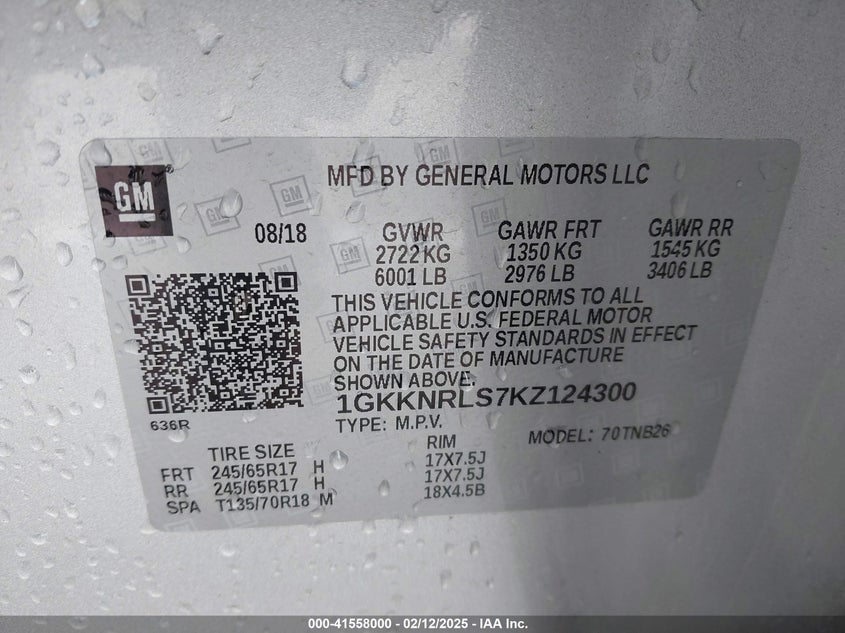 GM
MFD BY GENERAL MOTORS LLC
08/18 GVWR GAWR FRT GAWR RR
2722 KG 1350 KG 1545 KG
6001 LB 2976 LB 3406 LB
THIS VEHICLE CONFORMS TO ALL
APPLICABLE U.S. FEDERAL MOTOR
VEHICLE SAFETY STANDARDS IN EFFECT
ON THE DATE OF MANUFACTURE
SHOWN ABOVE.
1GKKNRLS7KZ124300
636R
TYPE: M.P.V. MODEL: 70TNB26
TIRE SIZE RIM
FRT 245/65R17 H 17X7.5J
RR 245/65R17 H 17X7.5J
SPA T135/70R18 M 18X4.5B
000-41558000 - 02/12/2025 - IAA Inc.